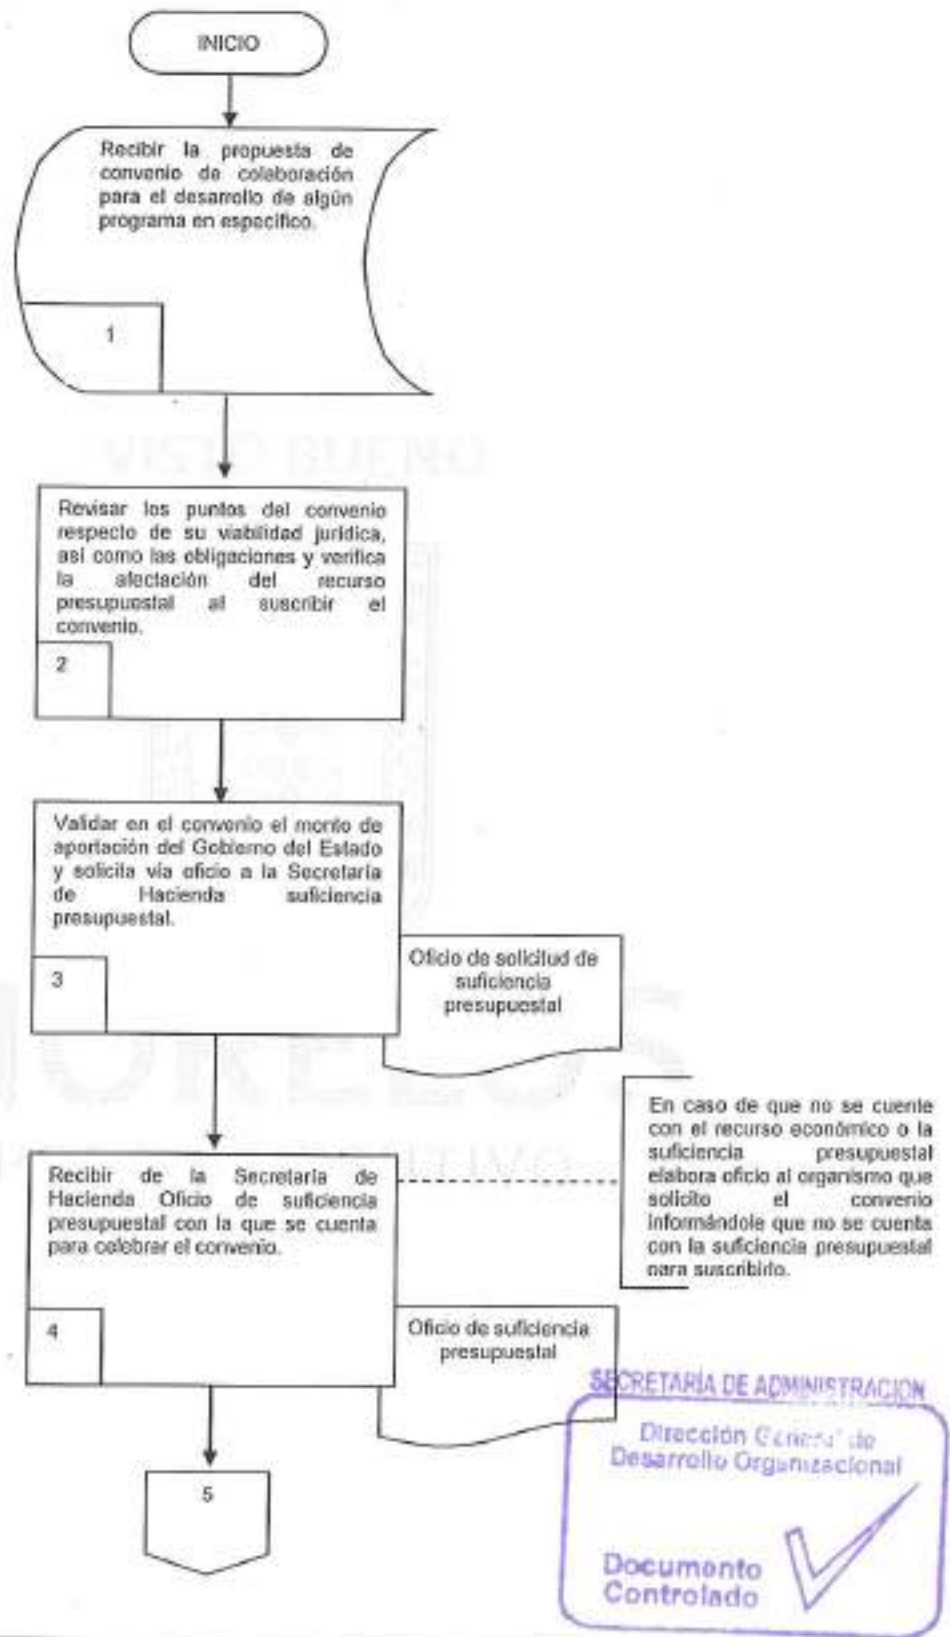 INICIO
Recibir la propuesta de
convenio de colaboración
para el desarrollo de algún
programa en específico.
1
Revisar los puntos del convenio
respecto de su viabilidad jurídica,
así como las obligaciones y verifica
la afectación del recurso
presupuestal al suscribir el
convenio.
2
Validar en el convenio el monto de
aportación del Gobierno del Estado
y solicita vía oficio a la Secretaría
de Hacienda suficiencia
presupuestal.
3
Oficio de solicitud de
suficiencia
presupuestal
Recibir de la Secretaría de
Hacienda Oficio de suficiencia
presupuestal con la que se cuenta
para celebrar el convenio.
4
En caso de que no se cuente
con el recurso económico o la
suficiencia presupuestal
elabora oficio al organismo que
solicito el convenio
informándole que no se cuenta
con la suficiencia presupuestal
para suscribirlo.
Oficio de suficiencia
presupuestal
5
SECRETARÍA DE ADMINISTRACION
Dirección General de
Desarrollo Organizacional
Documento
Controlado